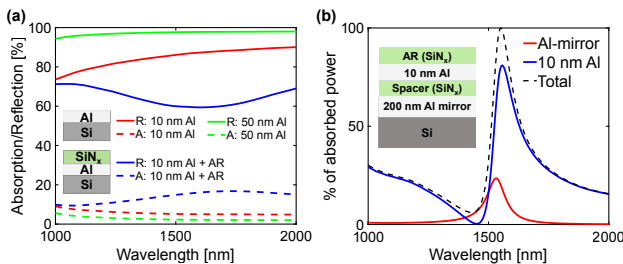 (a)
Absorption/Reflection [%]
100
80
60
40
20
0
Al
Si
SiNₓ
Al
Si
R: 10 nm Al
R: 50 nm Al
A: 10 nm Al
A: 50 nm Al
R: 10 nm Al + AR
A: 10 nm Al + AR
1000
1500
2000
Wavelength [nm]
(b)
% of absorbed power
100
50
0
AR (SiNₓ)
10 nm Al
Spacer (SiNₓ)
200 nm Al mirror
Si
Al-mirror
10 nm Al
Total
1000
1500
2000
Wavelength [nm]